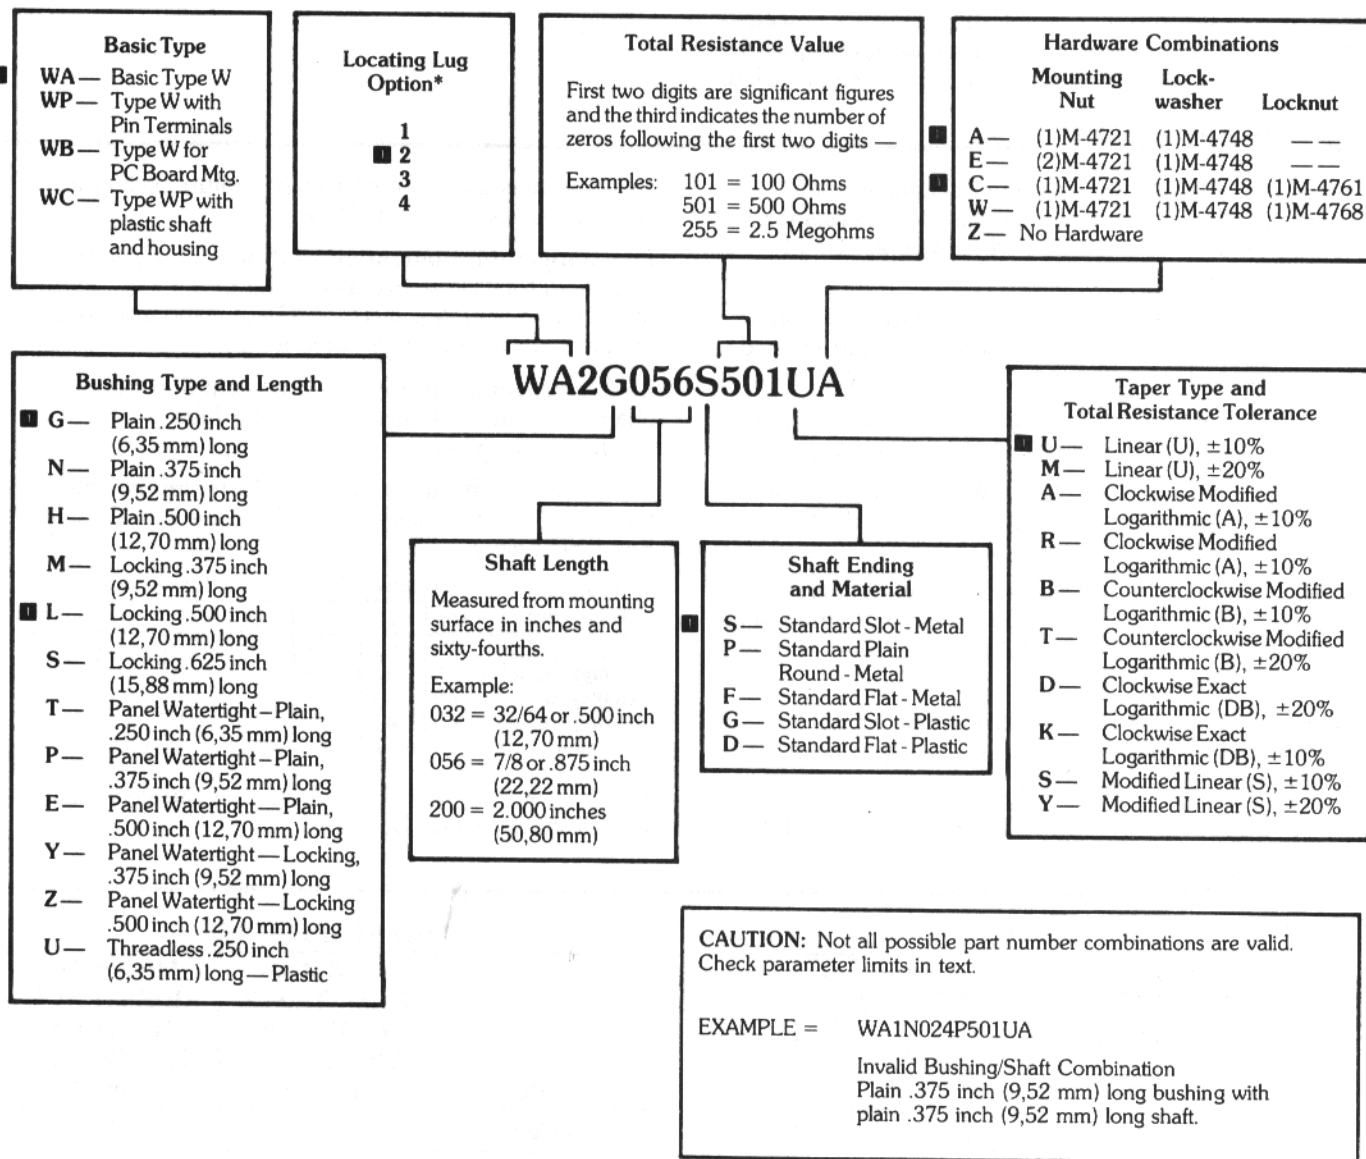 Basic Type
WA — Basic Type W
WP — Type W with
Pin Terminals
WB — Type W for
PC Board Mtg.
WC — Type WP with
plastic shaft
and housing
Locating Lug
Option*
1
2
3
4
Total Resistance Value
First two digits are significant figures
and the third indicates the number of
zeros following the first two digits —
Examples: 101 = 100 Ohms
501 = 500 Ohms
255 = 2.5 Megohms
Hardware Combinations
Mounting Lock-
Nut washer Locknut
A — (1)M-4721 (1)M-4748 — —
E — (2)M-4721 (1)M-4748 — —
C — (1)M-4721 (1)M-4748 (1)M-4761
W — (1)M-4721 (1)M-4748 (1)M-4768
Z — No Hardware
WA2G056S501UA
Bushing Type and Length
G — Plain .250 inch
(6,35 mm) long
N — Plain .375 inch
(9,52 mm) long
H — Plain .500 inch
(12,70 mm) long
M — Locking .375 inch
(9,52 mm) long
L — Locking .500 inch
(12,70 mm) long
S — Locking .625 inch
(15,88 mm) long
T — Panel Watertight – Plain,
.250 inch (6,35 mm) long
P — Panel Watertight – Plain,
.375 inch (9,52 mm) long
E — Panel Watertight — Plain,
.500 inch (12,70 mm) long
Y — Panel Watertight — Locking,
.375 inch (9,52 mm) long
Z — Panel Watertight — Locking
.500 inch (12,70 mm) long
U — Threadless .250 inch
(6,35 mm) long — Plastic
Shaft Length
Measured from mounting
surface in inches and
sixty-fourths.
Example:
032 = 32/64 or .500 inch
(12,70 mm)
056 = 7/8 or .875 inch
(22,22 mm)
200 = 2.000 inches
(50,80 mm)
Shaft Ending
and Material
S — Standard Slot - Metal
P — Standard Plain
Round - Metal
F — Standard Flat - Metal
G — Standard Slot - Plastic
D — Standard Flat - Plastic
Taper Type and
Total Resistance Tolerance
U — Linear (U), ±10%
M — Linear (U), ±20%
A — Clockwise Modified
Logarithmic (A), ±10%
R — Clockwise Modified
Logarithmic (A), ±10%
B — Counterclockwise Modified
Logarithmic (B), ±10%
T — Counterclockwise Modified
Logarithmic (B), ±20%
D — Clockwise Exact
Logarithmic (DB), ±20%
K — Clockwise Exact
Logarithmic (DB), ±10%
S — Modified Linear (S), ±10%
Y — Modified Linear (S), ±20%
CAUTION: Not all possible part number combinations are valid.
Check parameter limits in text.
EXAMPLE = WA1N024P501UA
Invalid Bushing/Shaft Combination
Plain .375 inch (9,52 mm) long bushing with
plain .375 inch (9,52 mm) long shaft.